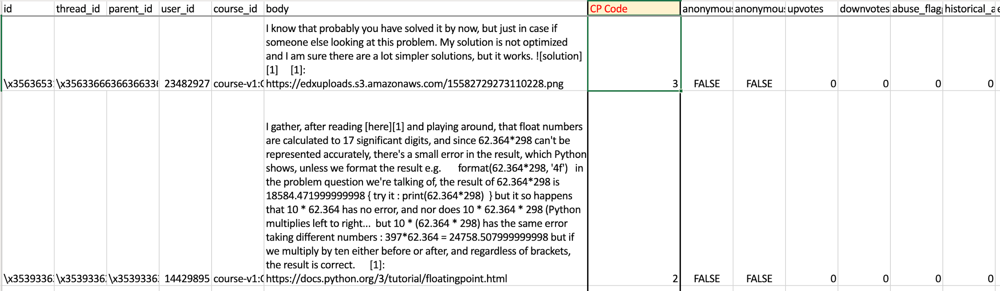 id thread_id parent_id user_id course_id body CP Code anonymou: anonymou: upvotes downvotes abuse_flag historical_a
I know that probably you have solved it by now, but just in case if
someone else looking at this problem. My solution is not optimized
and I am sure there are a lot simpler solutions, but it works. ![solution]
[1] [1]:
\x3563653 \x3563366636636633 23482927 course-v1: https://edxuploads.s3.amazonaws.com/15582729273110228.png 3 FALSE FALSE 0 0 0 0
I gather, after reading [here][1] and playing around, that float numbers
are calculated to 17 significant digits, and since 62.364*298 can't be
represented accurately, there's a small error in the result, which Python
shows, unless we format the result e.g. format(62.364*298, '4f') in
the problem question we're talking of, the result of 62.364*298 is
18584.471999999998 { try it : print(62.364*298) } but it so happens
that 10 * 62.364 has no error, and nor does 10 * 62.364 * 298 (Python
multiplies left to right... but 10 * (62.364 * 298) has the same error
taking different numbers : 397*62.364 = 24758.507999999998 but if
we multiply by ten either before or after, and regardless of brackets,
the result is correct. [1]:
\x3539336 \x3539336 \x3539336 14429895 course-v1: https://docs.python.org/3/tutorial/floatingpoint.html 2 FALSE FALSE 0 0 0 0